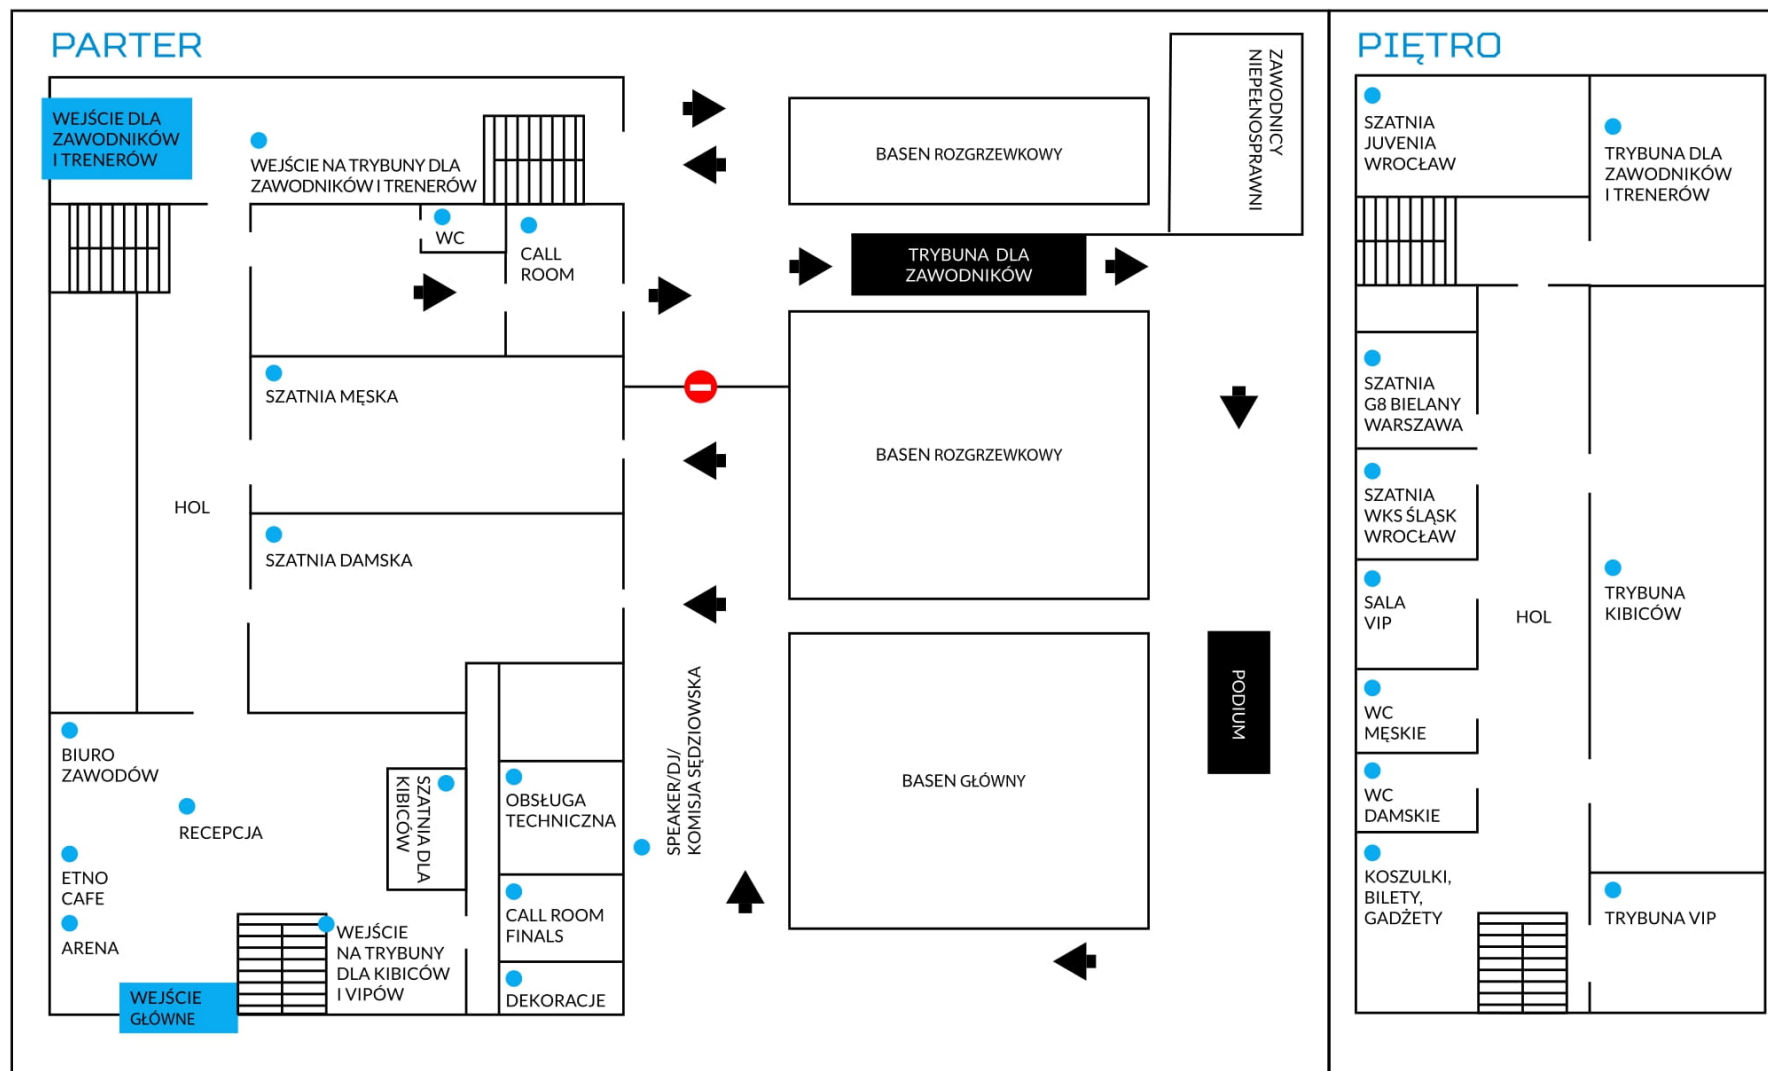 PARTER
WEJŚCIE DLA
ZAWODNIKÓW
I TRENERÓW
WEJŚCIE NA TRYBUNY DLA
ZAWODNIKÓW I TRENERÓW
WC
CALL
ROOM
SZATNIA MĘSKA
HOL
SZATNIA DAMSKA
BIURO
ZAWODÓW
RECEPCJA
ETNO
CAFE
ARENA
WEJŚCIE
GŁÓWNE
WEJŚCIE
NA TRYBUNY
DLA KIBICÓW
I VIPÓW
SZATNIA DLA
KIBICÓW
OBSŁUGA
TECHNICZNA
CALL ROOM
FINALS
DEKORACJE
SPEAKER/DJ/
KOMISJA SĘDZIOWSKA
BASEN ROZGRZEWKOWY
ZAWODNICY
NIEPEŁNOSPRAWNI
TRYBUNA DLA
ZAWODNIKÓW
BASEN ROZGRZEWKOWY
BASEN GŁÓWNY
PODIUM
PIĘTRO
SZATNIA
JUVENIA
WROCŁAW
TRYBUNA DLA
ZAWODNIKÓW
I TRENERÓW
SZATNIA
G8 BIELANY
WARSZAWA
SZATNIA
WKS ŚLĄSK
WROCŁAW
SALA
VIP
HOL
TRYBUNA
KIBICÓW
WC
MĘSKIE
WC
DAMSKIE
KOSZULKI,
BILETY,
GADŻETY
TRYBUNA VIP